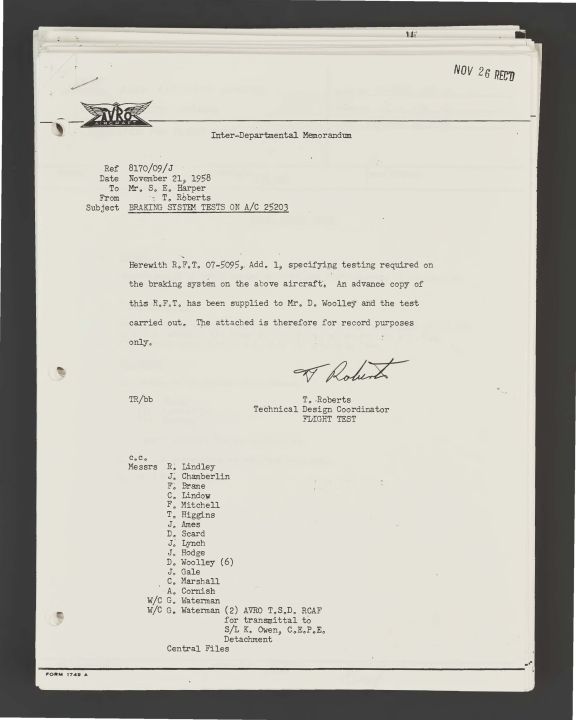 NOV 26 REC'D
AVRO
AIRCRAFT
Inter-Departmental Memorandum
Ref 8170/09/J
Date November 21, 1958
To Mr. S. E. Harper
From T. Roberts
Subject BRAKING SYSTEM TESTS ON A/C 25203
Herewith R.F.T. 07-5095, Add. 1, specifying testing required on
the braking system on the above aircraft. An advance copy of
this R.F.T. has been supplied to Mr. D. Woolley and the test
carried out. The attached is therefore for record purposes
only.
T Roberts
TR/bb
T. Roberts
Technical Design Coordinator
FLIGHT TEST
c.c.
Messrs R. Lindley
J. Chamberlin
F. Brame
C. Lindow
F. Mitchell
T. Higgins
J. Ames
D. Scard
J. Lynch
J. Hodge
D. Woolley (6)
J. Gale
C. Marshall
A. Cornish
W/C G. Waterman
W/C G. Waterman (2) AVRO T.S.D. RCAF
for transmittal to
S/L K. Owen, C.E.P.E.
Detachment
Central Files
FORM 1749 A